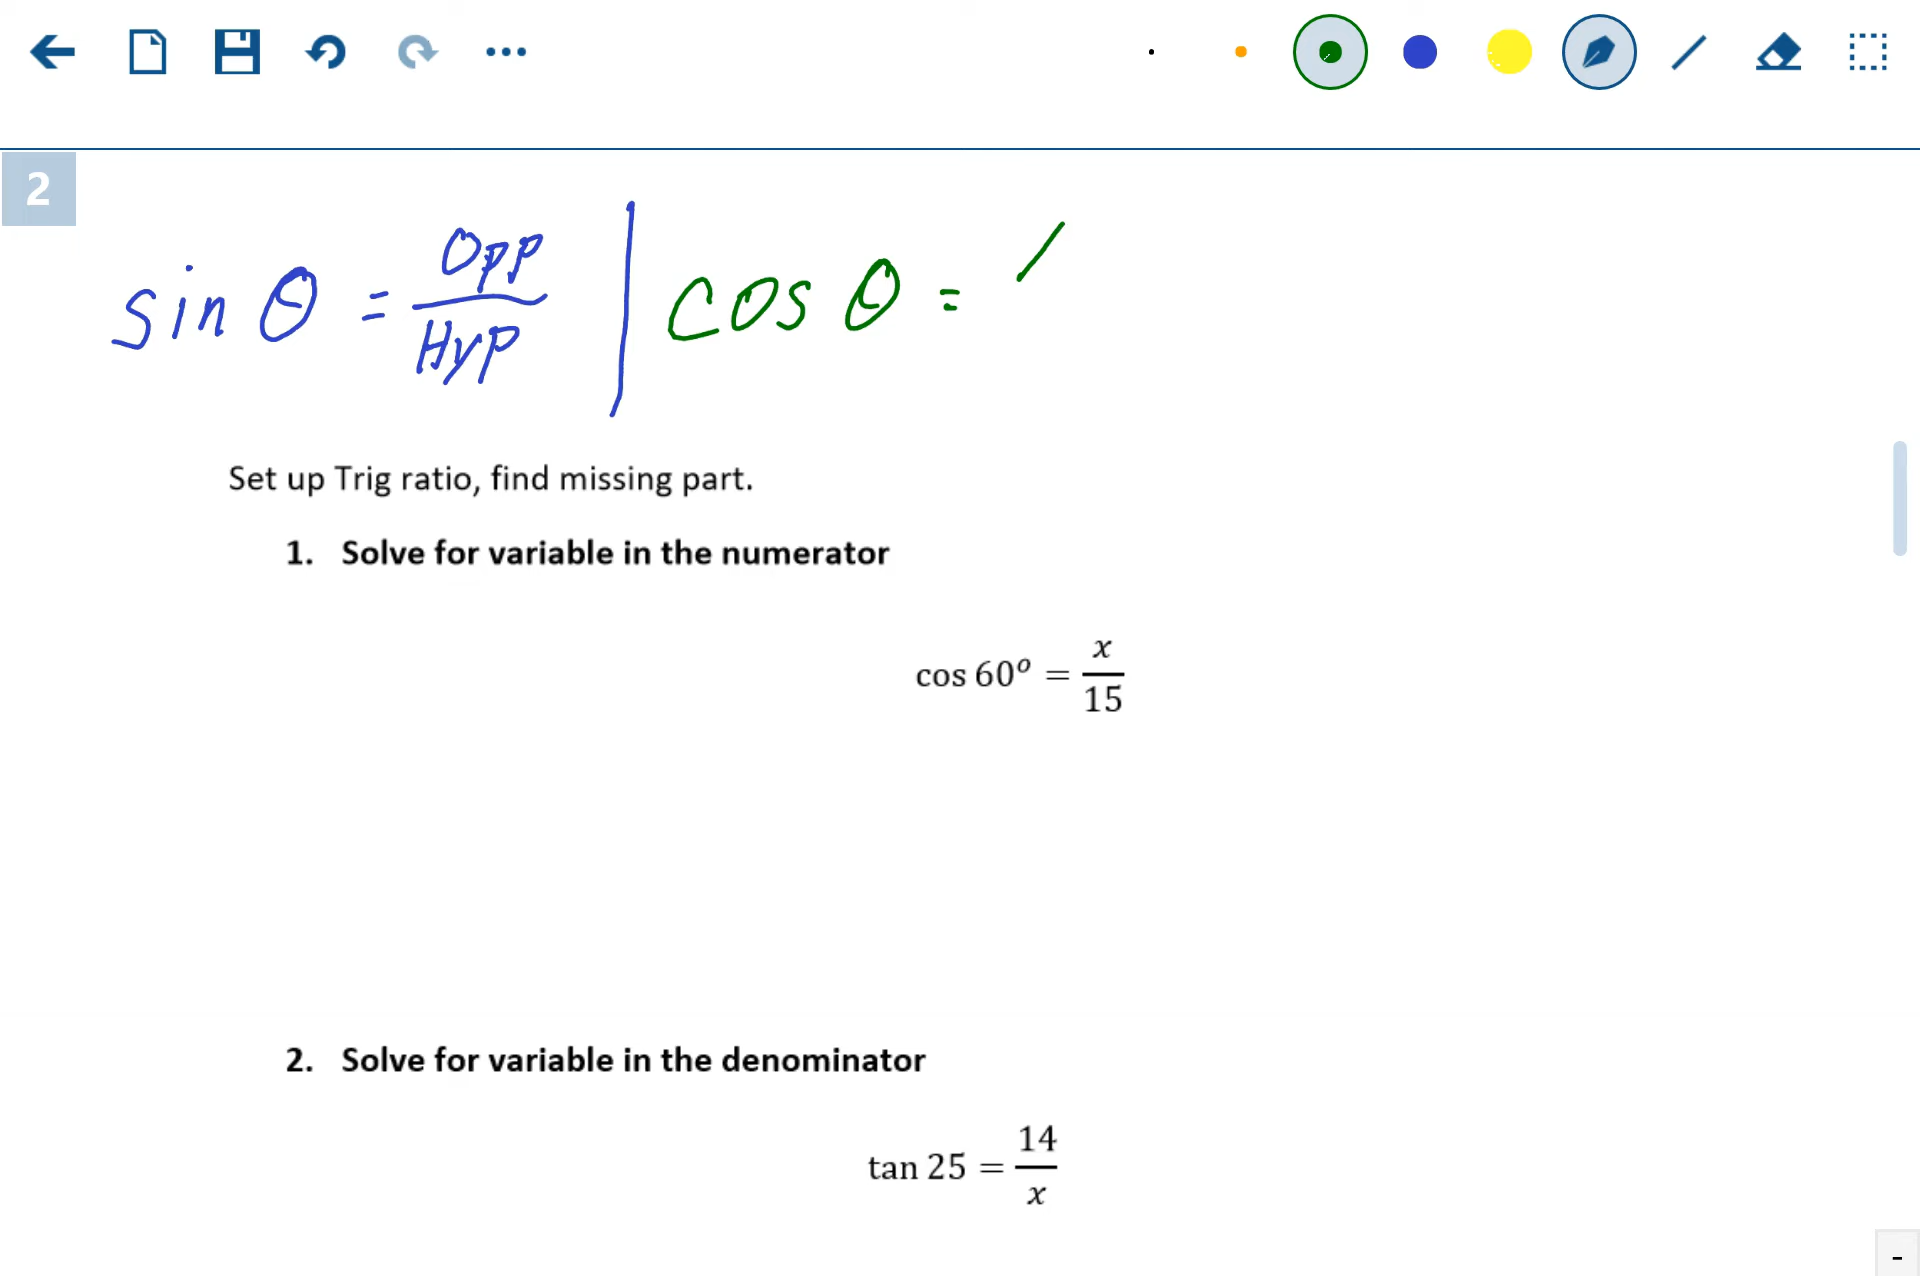 2
sin θ = Opp/Hyp | cos θ =
Set up Trig ratio, find missing part.
1. Solve for variable in the numerator
cos 60° = x/15
2. Solve for variable in the denominator
tan 25 = 14/x